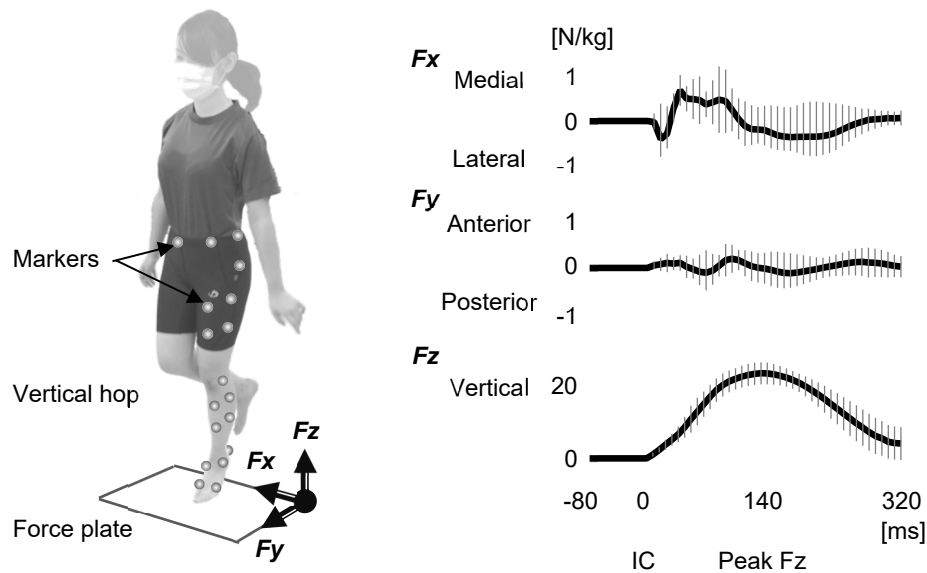 Markers
Vertical hop
Force plate
Fz
Fx
Fy
[N/kg]
Fx
Medial 1
0
Lateral -1
Fy
Anterior 1
0
Posterior -1
Fz
Vertical 20
0
-80 0 140 320
[ms]
IC Peak Fz